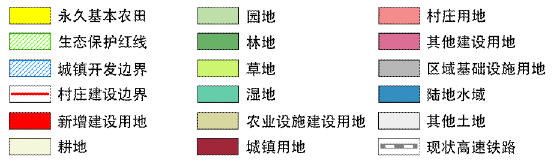 永久基本农田
生态保护红线
城镇开发边界
村庄建设边界
新增建设用地
耕地
园地
林地
草地
湿地
农业设施建设用地
城镇用地
村庄用地
其他建设用地
区域基础设施用地
陆地水域
其他土地
现状高速铁路